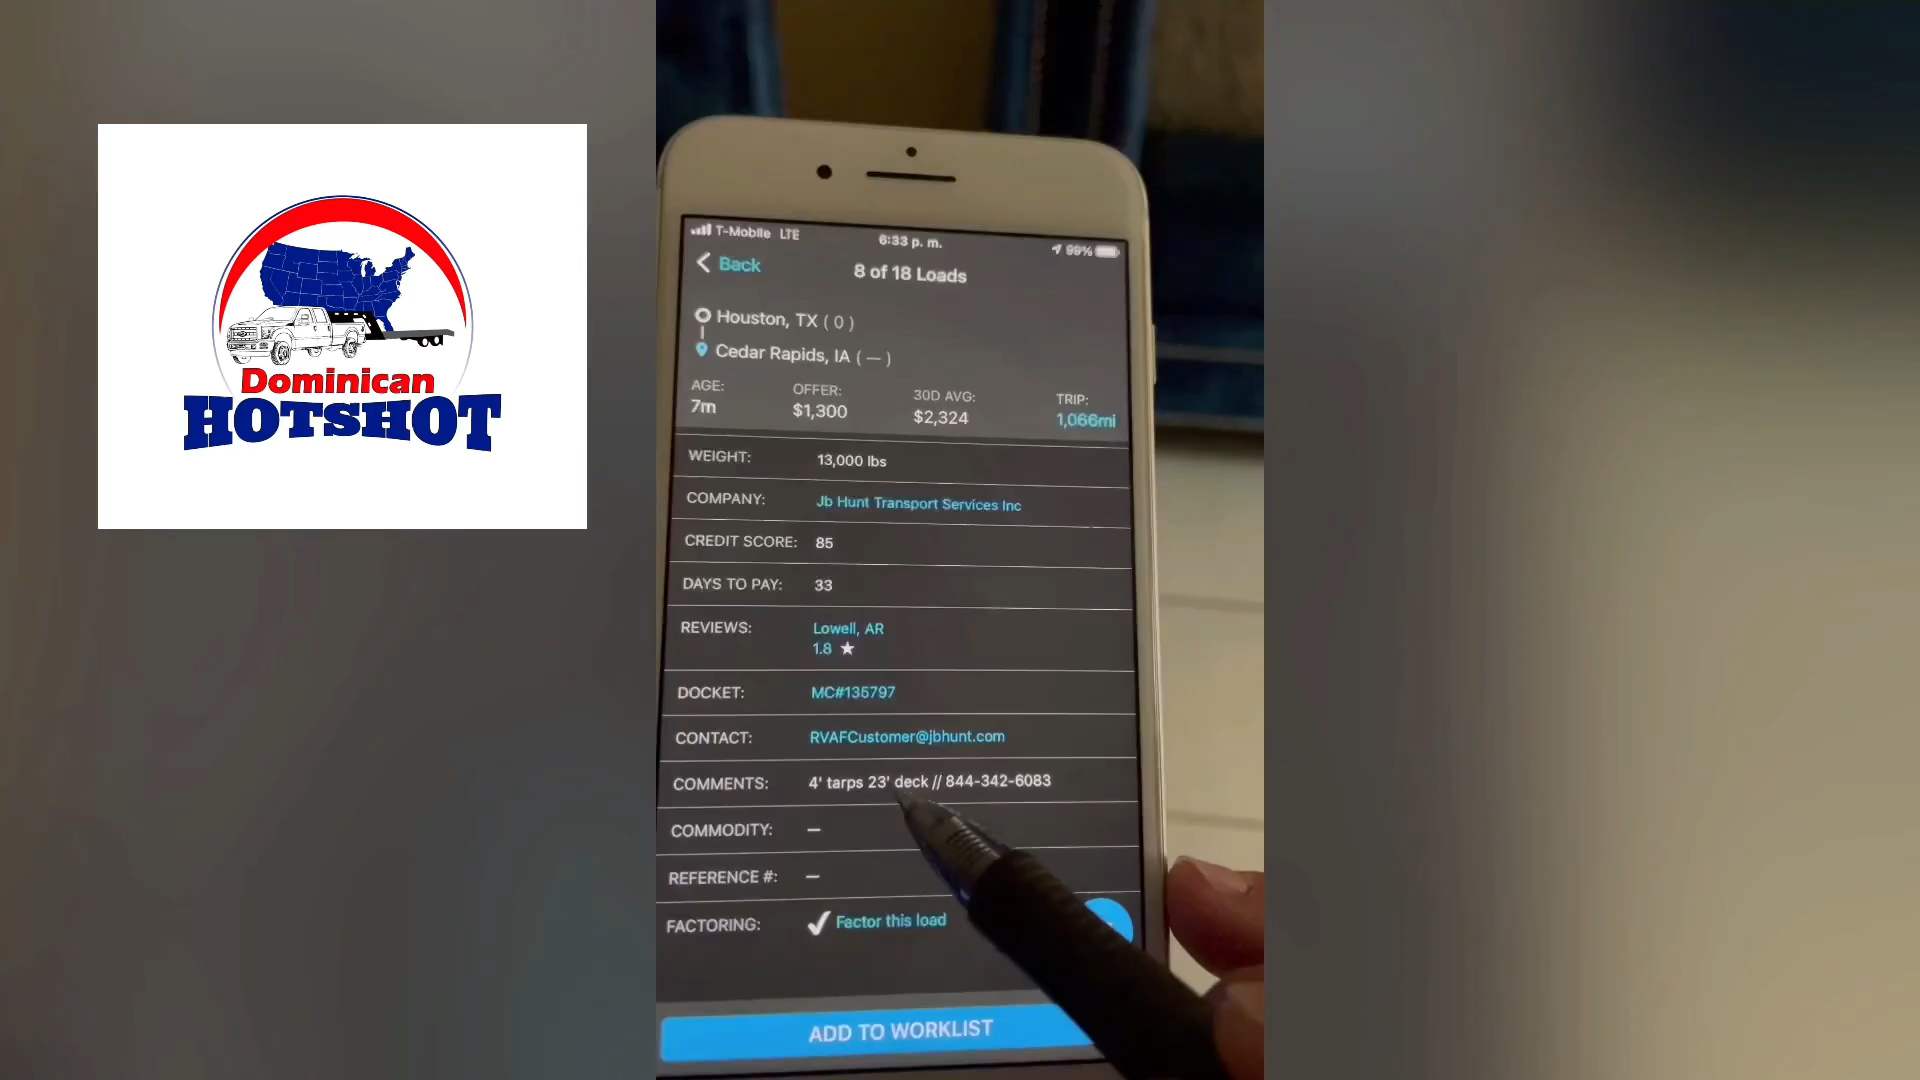 Dominican
HOTSHOT
T-Mobile LTE
6:33 p. m.
99%
Back
8 of 18 Loads
Houston, TX ( 0 )
Cedar Rapids, IA ( — )
AGE: OFFER: 30D AVG: TRIP:
7m $1,300 $2,324 1,066mi
WEIGHT: 13,000 lbs
COMPANY: Jb Hunt Transport Services Inc
CREDIT SCORE: 85
DAYS TO PAY: 33
REVIEWS: Lowell, AR
1.8 ★
DOCKET: MC#135797
CONTACT: RVAFCustomer@jbhunt.com
COMMENTS: 4' tarps 23' deck // 844-342-6083
COMMODITY: —
REFERENCE #: —
FACTORING: Factor this load
ADD TO WORKLIST